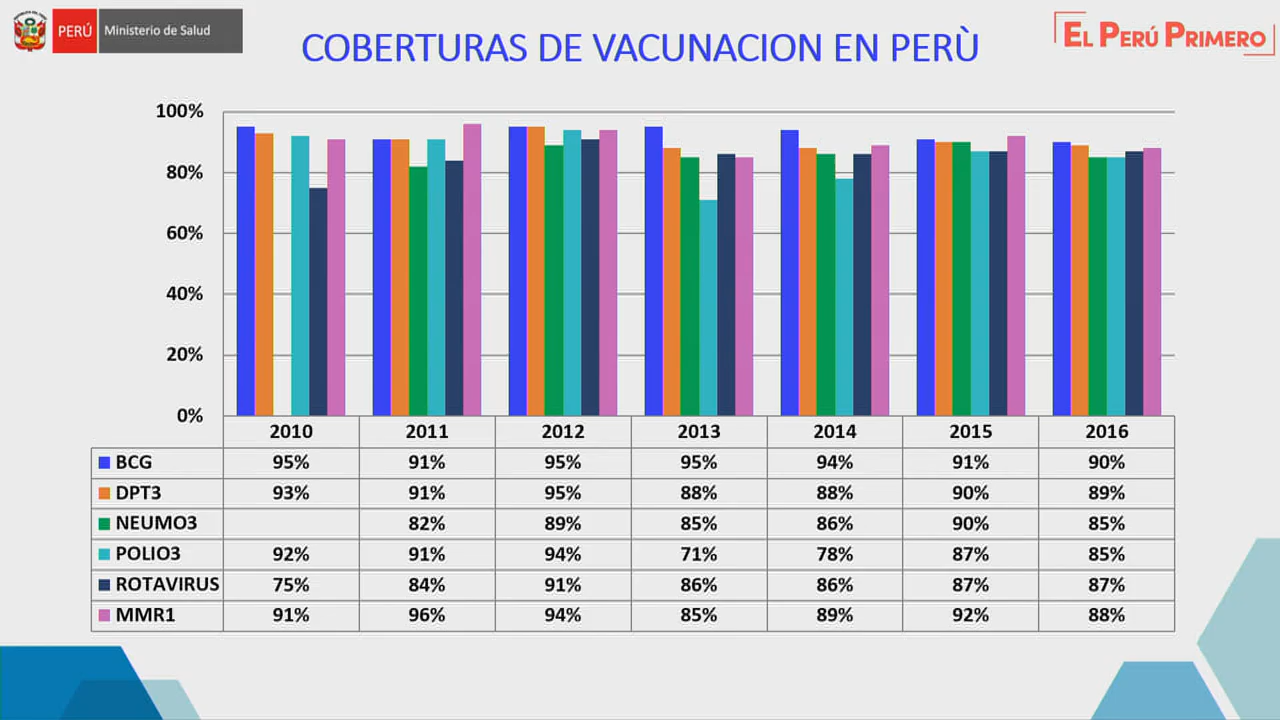 PERÚ Ministerio de Salud
EL PERÚ PRIMERO
COBERTURAS DE VACUNACION EN PERÙ
100%
80%
60%
40%
20%
0%
2010 2011 2012 2013 2014 2015 2016
BCG 95% 91% 95% 95% 94% 91% 90%
DPT3 93% 91% 95% 88% 88% 90% 89%
NEUMO3 82% 89% 85% 86% 90% 85%
POLIO3 92% 91% 94% 71% 78% 87% 85%
ROTAVIRUS 75% 84% 91% 86% 86% 87% 87%
MMR1 91% 96% 94% 85% 89% 92% 88%